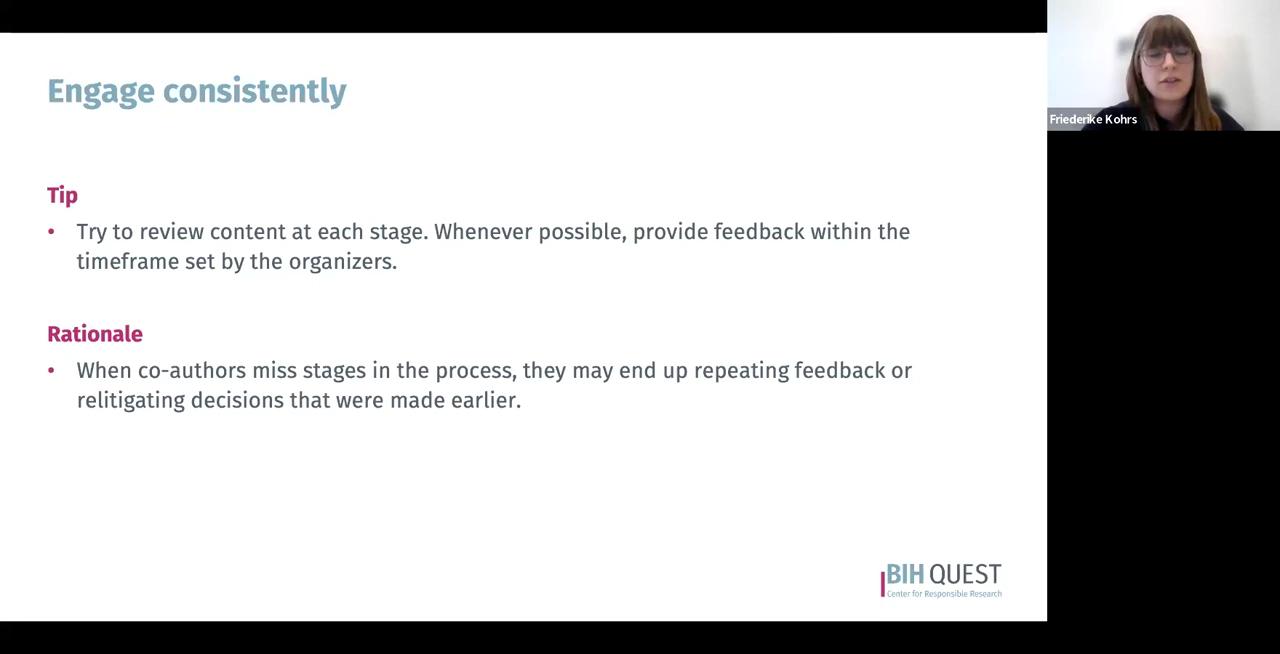 Engage consistently
Tip
• Try to review content at each stage. Whenever possible, provide feedback within the
timeframe set by the organizers.
Rationale
• When co-authors miss stages in the process, they may end up repeating feedback or
relitigating decisions that were made earlier.
BIH QUEST
Center for Responsible Research
Friederike Kohrs